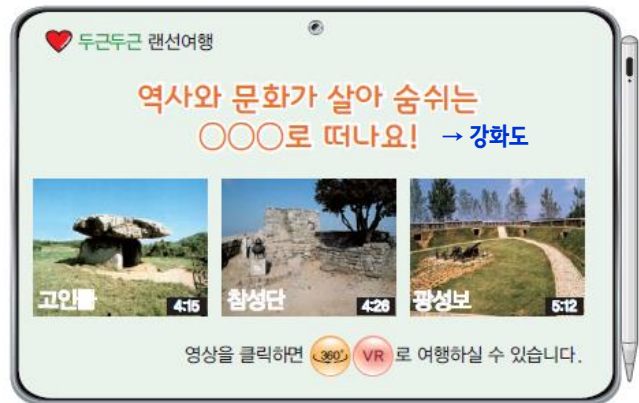 두근두근 랜선여행
역사와 문화가 살아 숨쉬는
○○○로 떠나요! → 강화도
고인돌 4:15
참성단 4:26
광성보 5:12
영상을 클릭하면 360° VR 로 여행하실 수 있습니다.